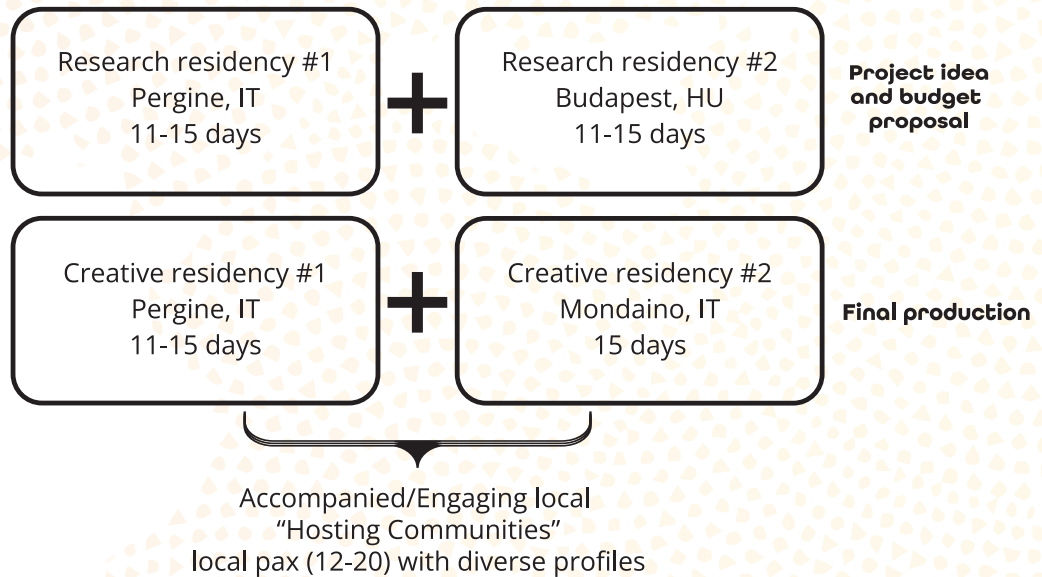 Research residency #1
Pergine, IT
11-15 days
+
Research residency #2
Budapest, HU
11-15 days
Project idea
and budget
proposal
Creative residency #1
Pergine, IT
11-15 days
+
Creative residency #2
Mondaino, IT
15 days
Final production
Accompanied/Engaging local
“Hosting Communities”
local pax (12-20) with diverse profiles